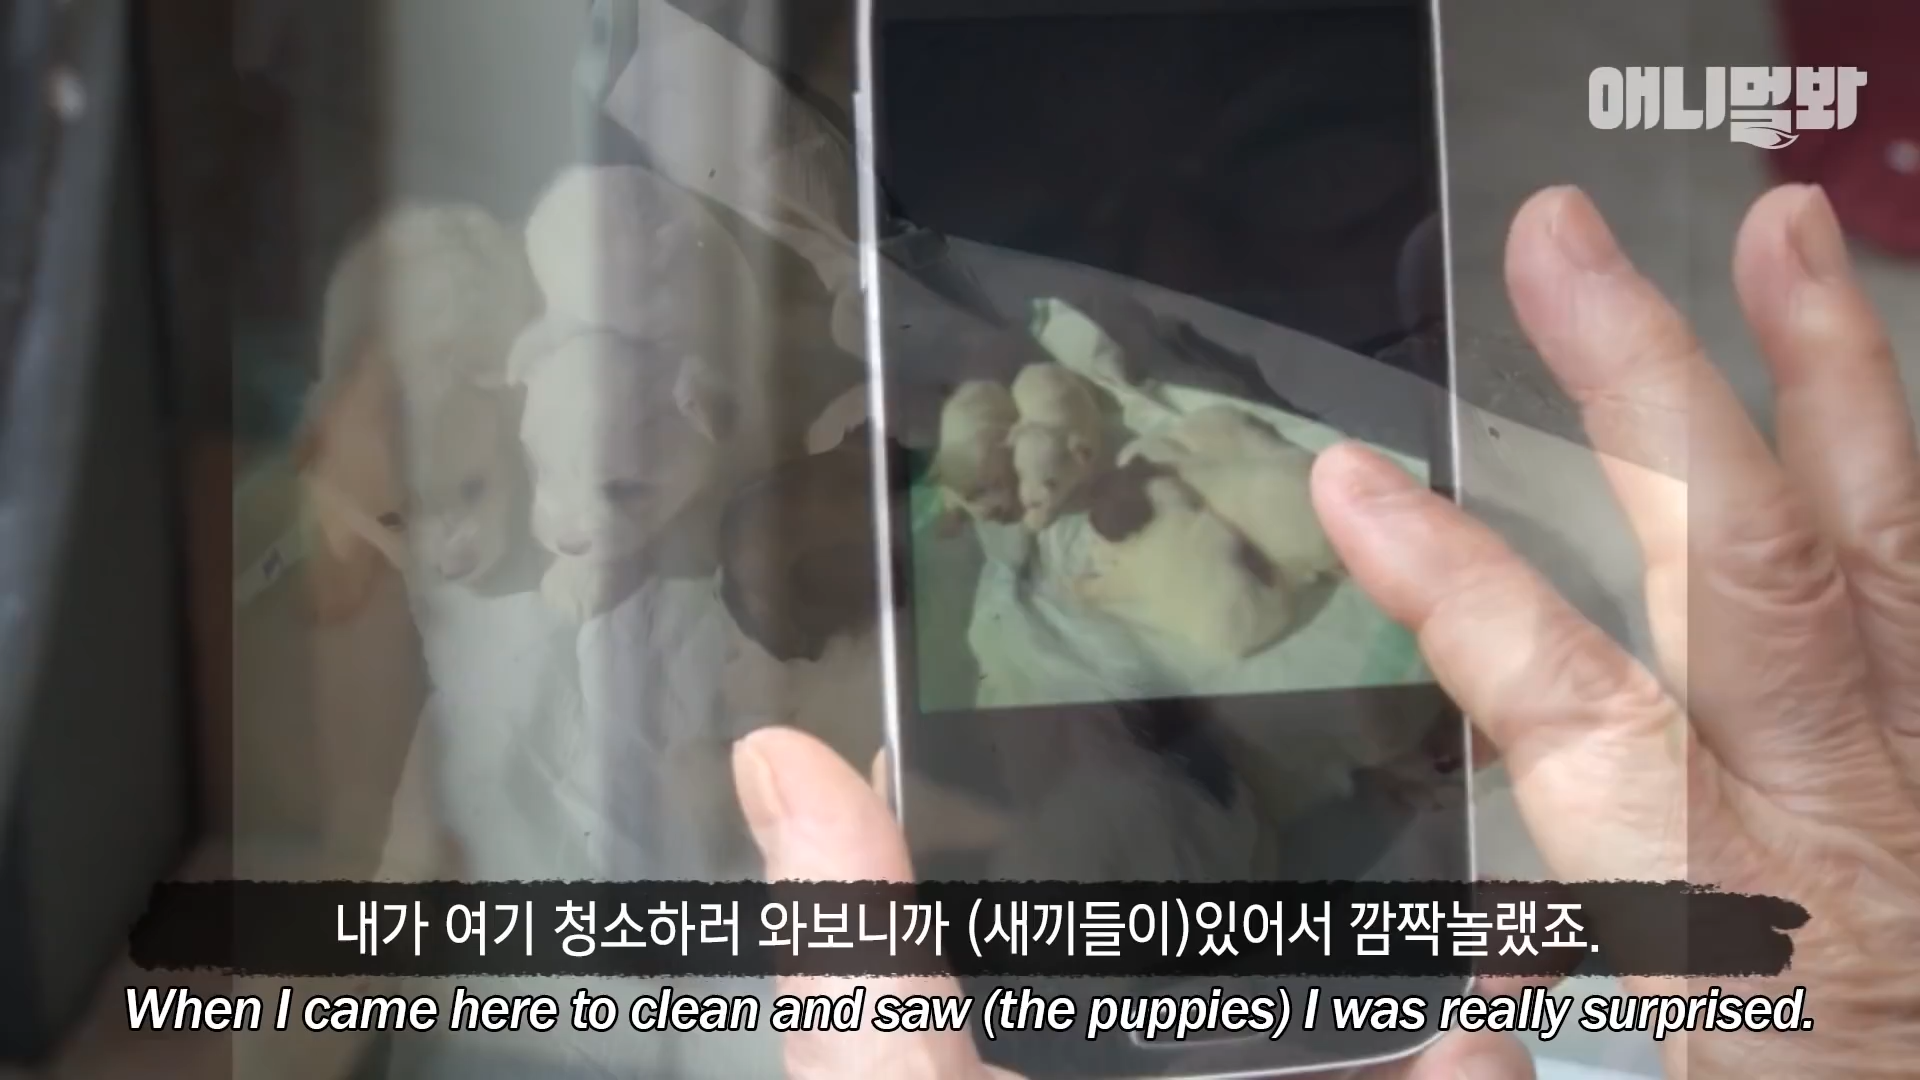 애니멀봐
내가 여기 청소하러 와보니까 (새끼들이)있어서 깜짝놀랬죠.
When I came here to clean and saw (the puppies) I was really surprised.